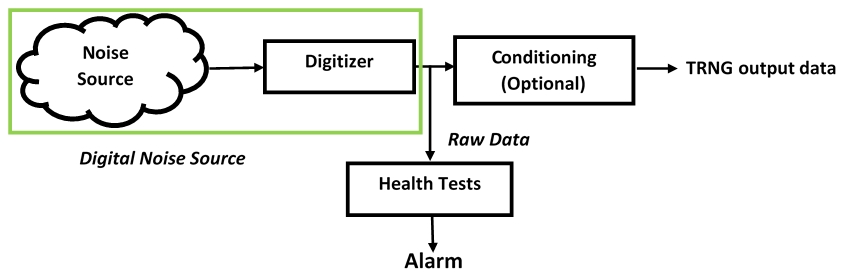 Noise
Source
Digitizer
Conditioning
(Optional)
TRNG output data
Digital Noise Source
Raw Data
Health Tests
Alarm